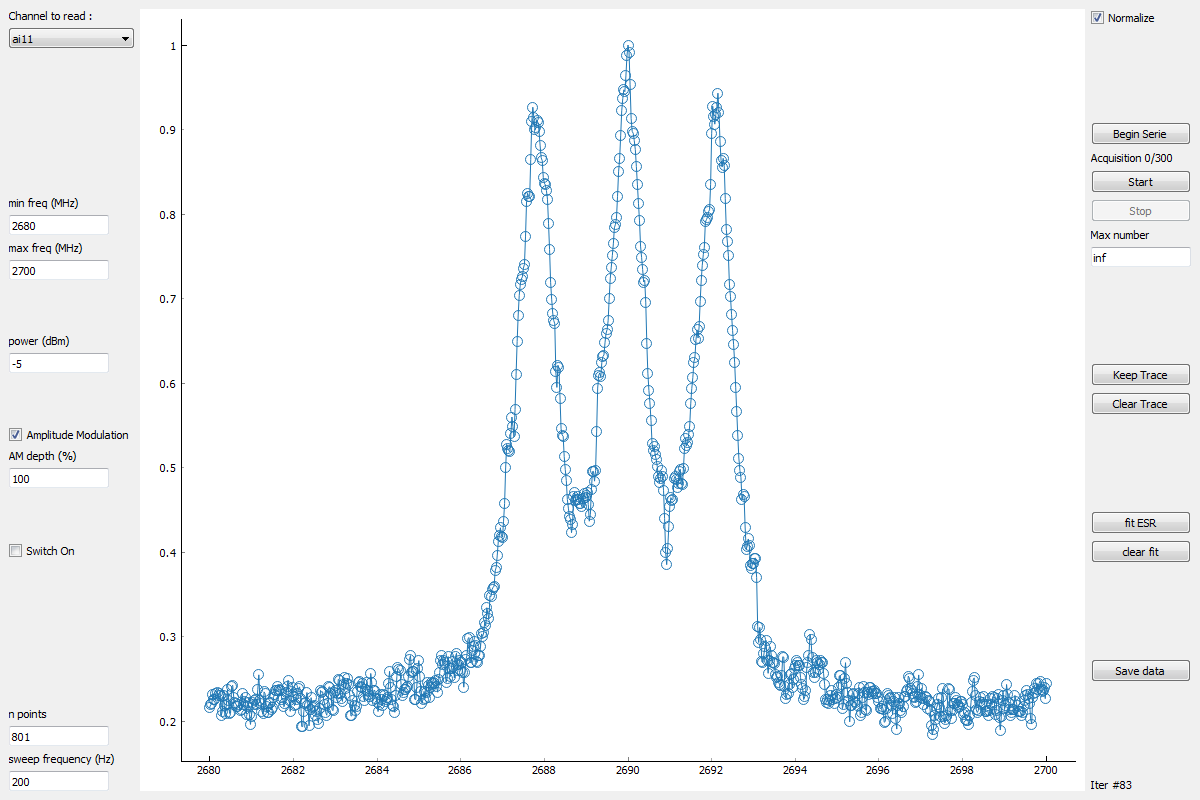 Channel to read :
ai11
min freq (MHz)
2680
max freq (MHz)
2700
power (dBm)
-5
Amplitude Modulation
AM depth (%)
100
Switch On
n points
801
sweep frequency (Hz)
200
1
0.9
0.8
0.7
0.6
0.5
0.4
0.3
0.2
2680 2682 2684 2686 2688 2690 2692 2694 2696 2698 2700
Normalize
Begin Serie
Acquisition 0/300
Start
Stop
Max number
inf
Keep Trace
Clear Trace
fit ESR
clear fit
Save data
Iter #83